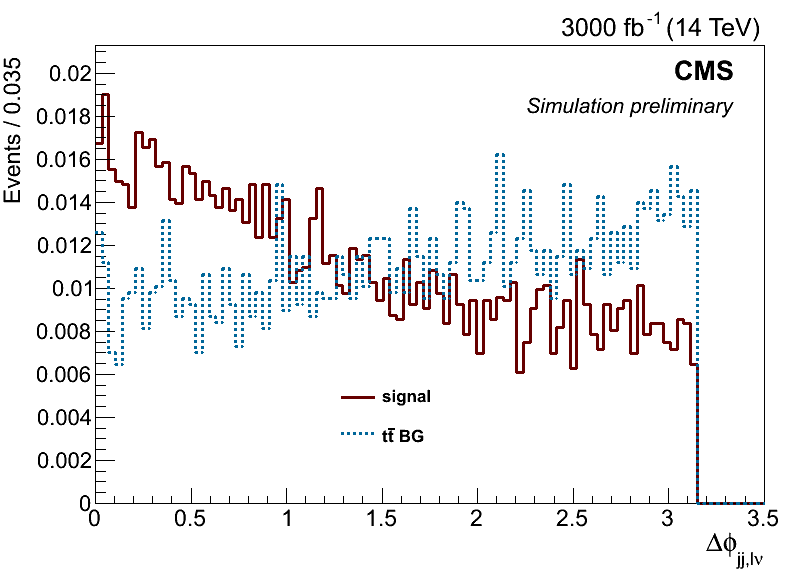 3000 fb⁻¹ (14 TeV)
CMS
Simulation preliminary
Events / 0.035
0.02
0.018
0.016
0.014
0.012
0.01
0.008
0.006
0.004
0.002
0
signal
tt̄ BG
0 0.5 1 1.5 2 2.5 3 3.5
Δϕjj,lν